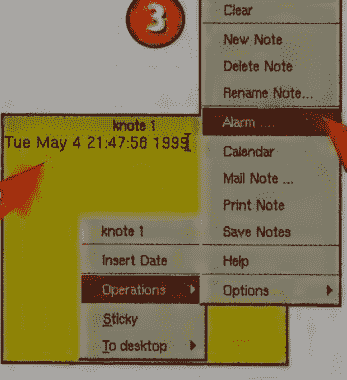 3
Clear
New Note
Delete Note
Rename Note...
Alarm ...
Calendar
Mail Note ...
Print Note
Save Notes
Help
Options
knote 1
Tue May 4 21:47:58 1999
knote 1
Insert Date
Operations
Sticky
To desktop